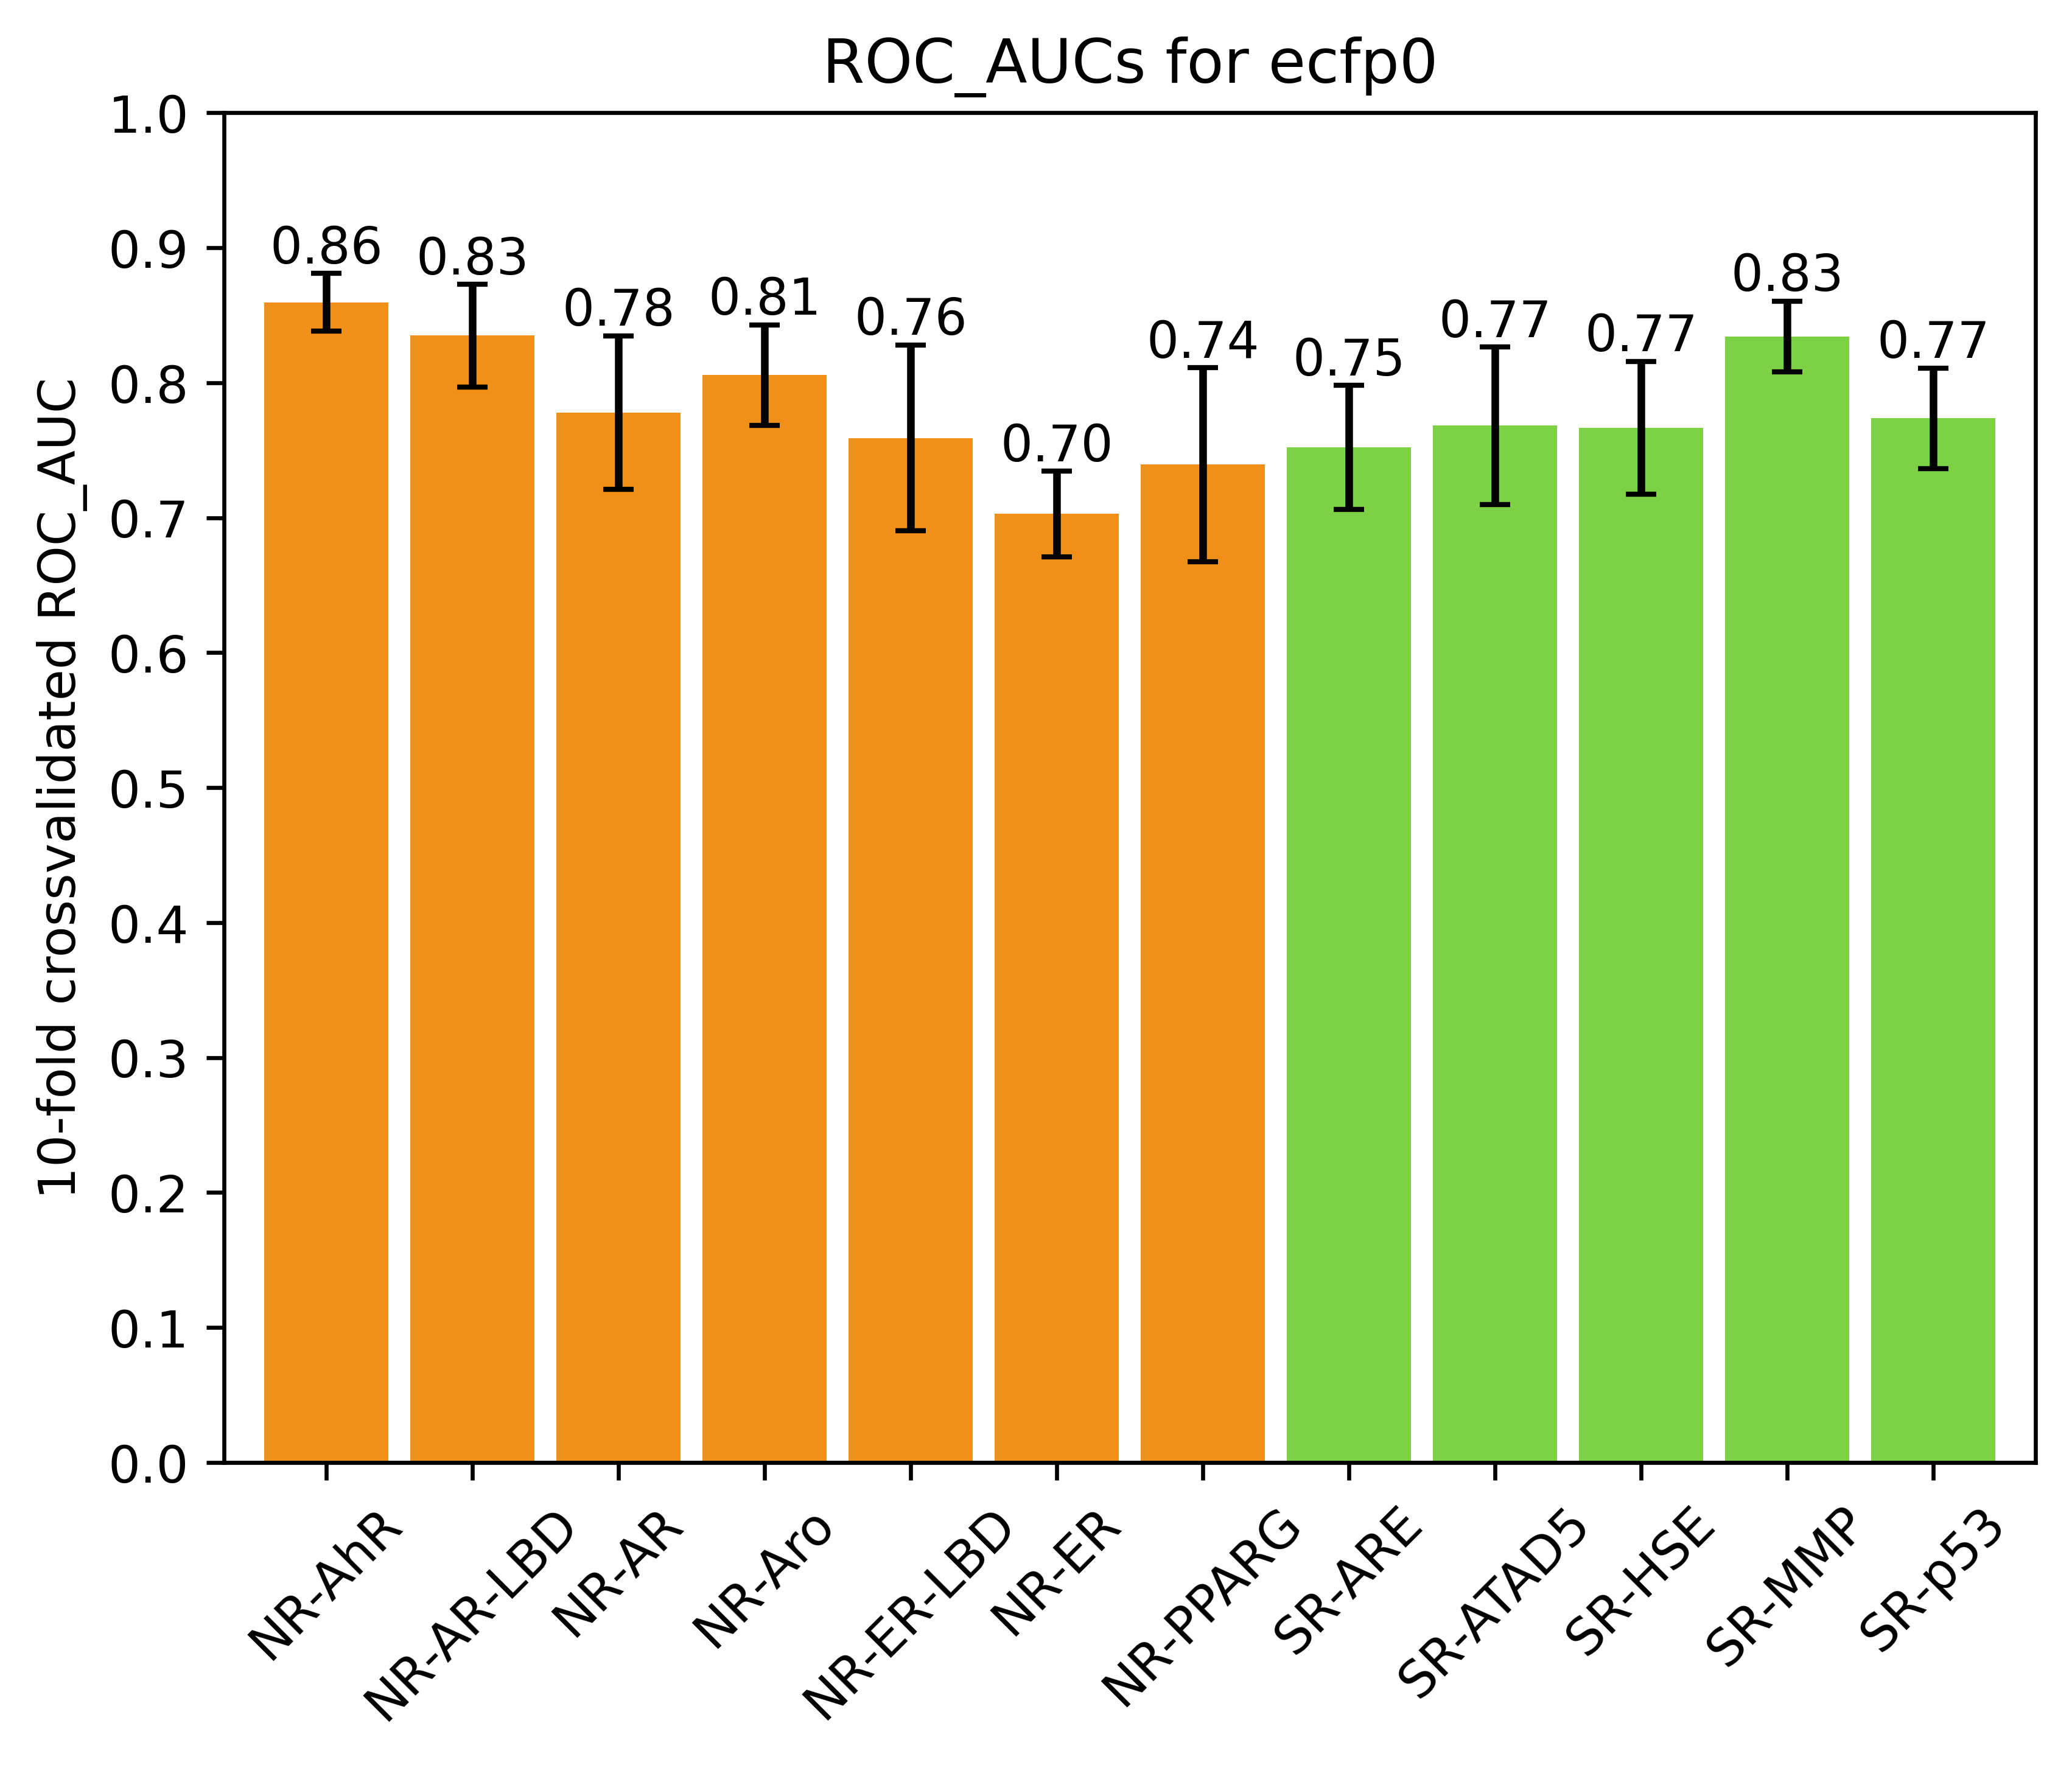 ROC_AUCs for ecfp0
10-fold crossvalidated ROC_AUC
1.0
0.9
0.8
0.7
0.6
0.5
0.4
0.3
0.2
0.1
0.0
0.86
0.83
0.78
0.81
0.76
0.70
0.74
0.75
0.77
0.77
0.83
0.77
NR-AhR
NR-AR-LBD
NR-AR
NR-Aro
NR-ER-LBD
NR-ER
NR-PPARG
SR-ARE
SR-ATAD5
SR-HSE
SR-MMP
SR-p53